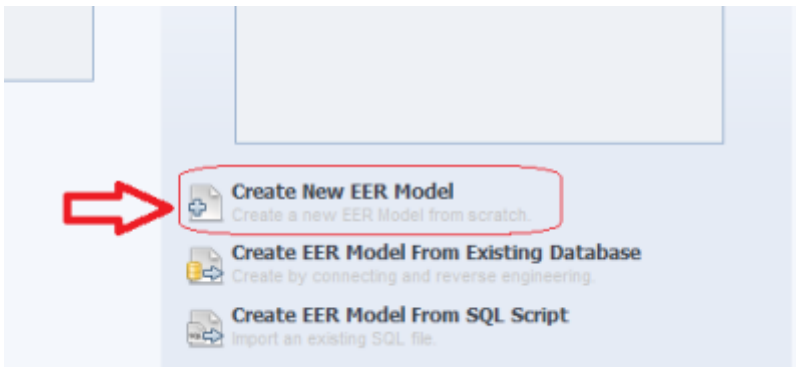 Create New EER Model
Create a new EER Model from scratch.
Create EER Model From Existing Database
Create by connecting and reverse engineering.
Create EER Model From SQL Script
Import an existing SQL file.